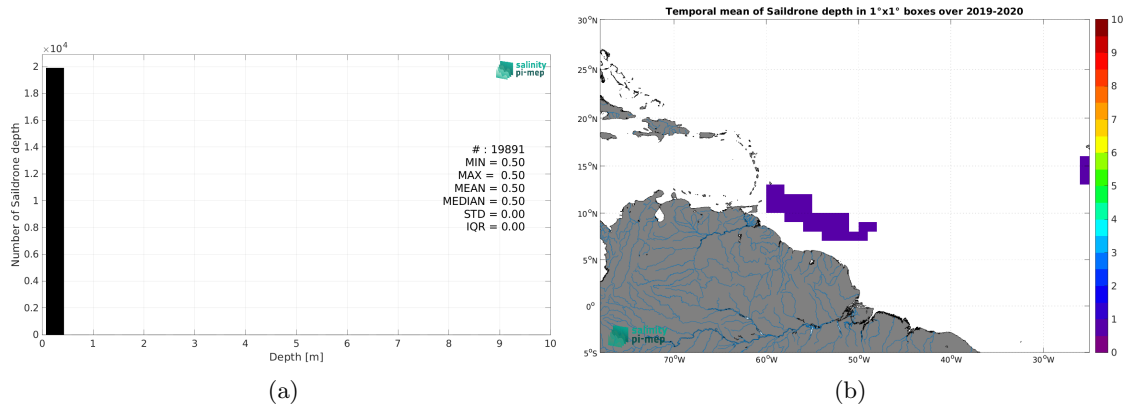 ×10⁴
2
1.8
1.6
1.4
1.2
1
0.8
0.6
0.4
0.2
0
Number of Saildrone depth
0 1 2 3 4 5 6 7 8 9 10
Depth [m]
salinity
pi-mep
# : 19891
MIN = 0.50
MAX = 0.50
MEAN = 0.50
MEDIAN = 0.50
STD = 0.00
IQR = 0.00
(a)
Temporal mean of Saildrone depth in 1°x1° boxes over 2019-2020
30°N
25°N
20°N
15°N
10°N
5°N
0°
5°S
70°W 60°W 50°W 40°W 30°W
salinity
pi-mep
10
9
8
7
6
5
4
3
2
1
0
(b)